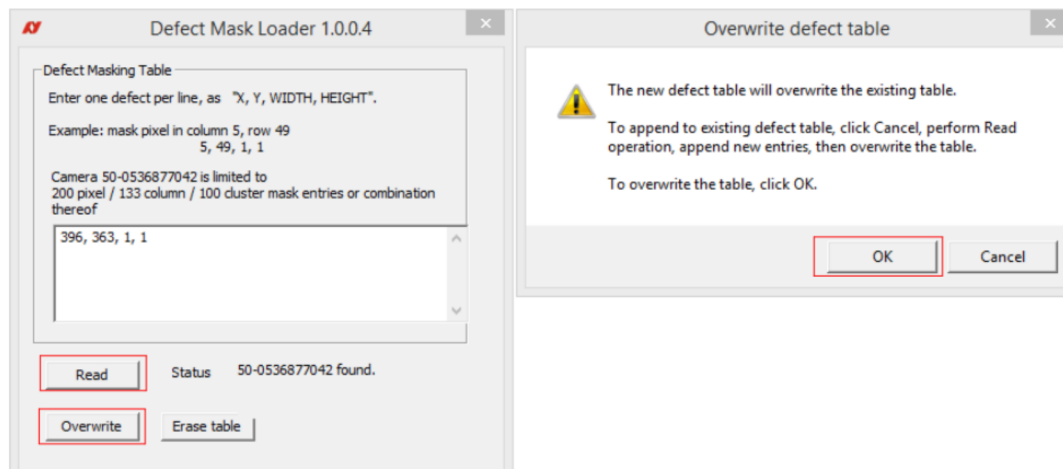 Defect Mask Loader 1.0.0.4
Defect Masking Table
Enter one defect per line, as "X, Y, WIDTH, HEIGHT".
Example: mask pixel in column 5, row 49
5, 49, 1, 1
Camera 50-0536877042 is limited to
200 pixel / 133 column / 100 cluster mask entries or combination
thereof
396, 363, 1, 1
Read
Status
50-0536877042 found.
Overwrite
Erase table
Overwrite defect table
The new defect table will overwrite the existing table.
To append to existing defect table, click Cancel, perform Read
operation, append new entries, then overwrite the table.
To overwrite the table, click OK.
OK
Cancel